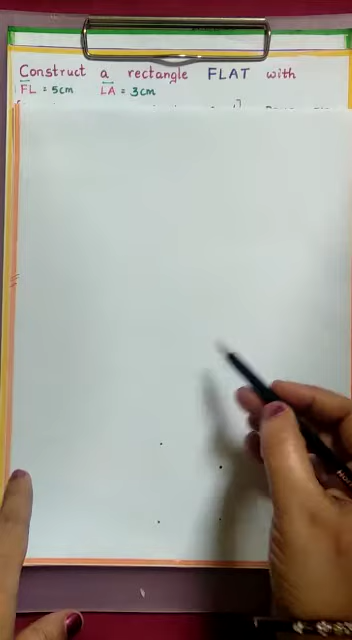 Construct a rectangle FLAT with
FL = 5cm LA = 3cm